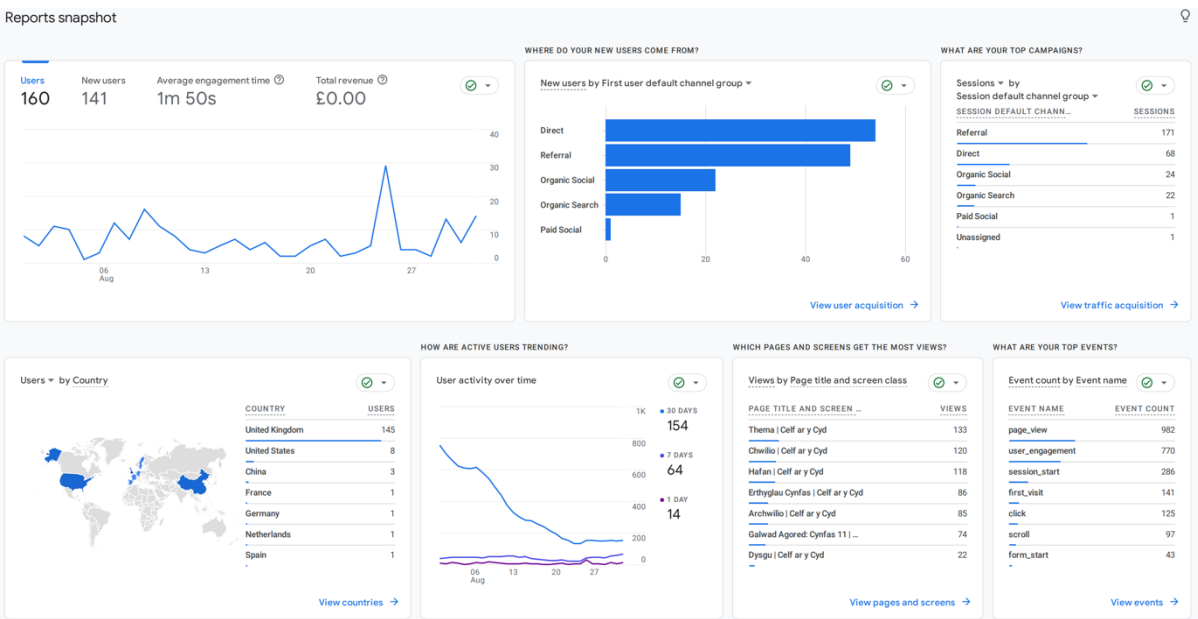 Reports snapshot
WHERE DO YOUR NEW USERS COME FROM?
WHAT ARE YOUR TOP CAMPAIGNS?
Users
160
New users
141
Average engagement time
1m 50s
Total revenue
£0.00
40
30
20
10
0
06
Aug
13
20
27
New users by First user default channel group
Direct
Referral
Organic Social
Organic Search
Paid Social
0
20
40
60
View user acquisition
Sessions by
Session default channel group
SESSION DEFAULT CHANN… SESSIONS
Referral 171
Direct 68
Organic Social 24
Organic Search 22
Paid Social 1
Unassigned 1
View traffic acquisition
HOW ARE ACTIVE USERS TRENDING?
WHICH PAGES AND SCREENS GET THE MOST VIEWS?
WHAT ARE YOUR TOP EVENTS?
Users by Country
COUNTRY USERS
United Kingdom 145
United States 8
China 3
France 1
Germany 1
Netherlands 1
Spain 1
View countries
User activity over time
1K
800
600
400
200
0
06
Aug
13
20
27
30 DAYS
154
7 DAYS
64
1 DAY
14
Views by Page title and screen class
PAGE TITLE AND SCREEN … VIEWS
Thema | Celf ar y Cyd 133
Chwilio | Celf ar y Cyd 120
Hafan | Celf ar y Cyd 118
Erthyglau Cynfas | Celf ar y Cyd 86
Archwilio | Celf ar y Cyd 85
Galwad Agored: Cynfas 11 | … 74
Dysgu | Celf ar y Cyd 22
View pages and screens
Event count by Event name
EVENT NAME EVENT COUNT
page_view 982
user_engagement 770
session_start 286
first_visit 141
click 125
scroll 97
form_start 43
View events